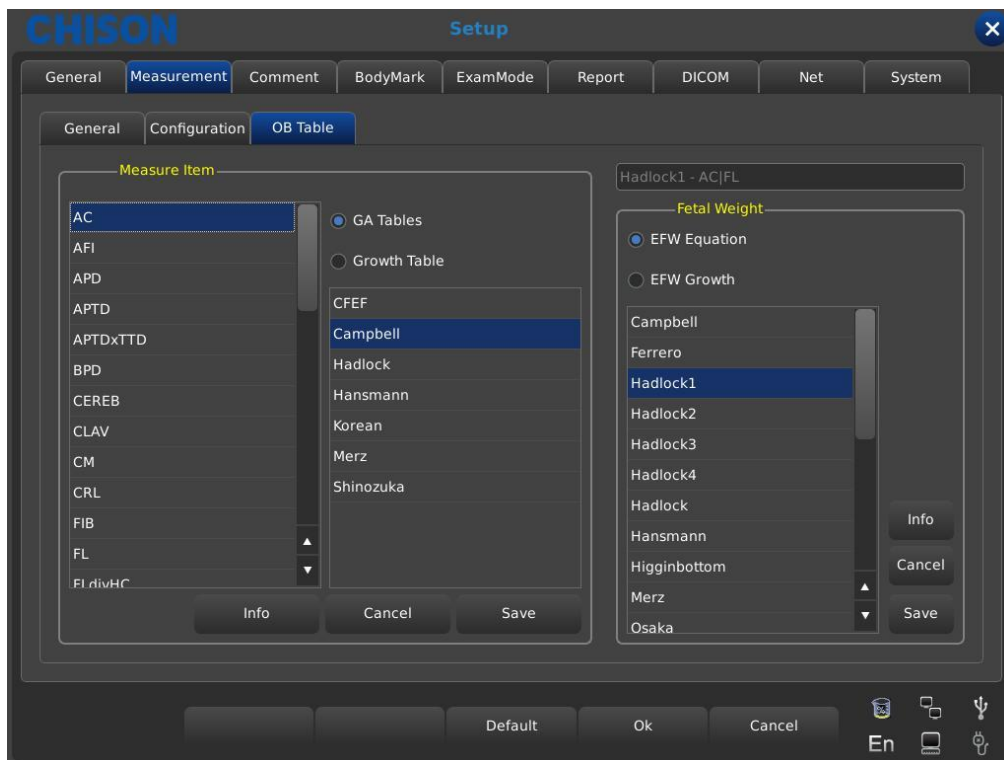 CHISON
Setup
General Measurement Comment BodyMark ExamMode Report DICOM Net System
General Configuration OB Table
Measure Item
AC
AFI
APD
APTD
APTDxTTD
BPD
CEREB
CLAV
CM
CRL
FIB
FL
FLdivHC
GA Tables
Growth Table
CFEF
Campbell
Hadlock
Hansmann
Korean
Merz
Shinozuka
Info Cancel Save
Hadlock1 - AC|FL
Fetal Weight
EFW Equation
EFW Growth
Campbell
Ferrero
Hadlock1
Hadlock2
Hadlock3
Hadlock4
Hadlock
Hansmann
Higginbottom
Merz
Osaka
Info
Cancel
Save
Default Ok Cancel
En